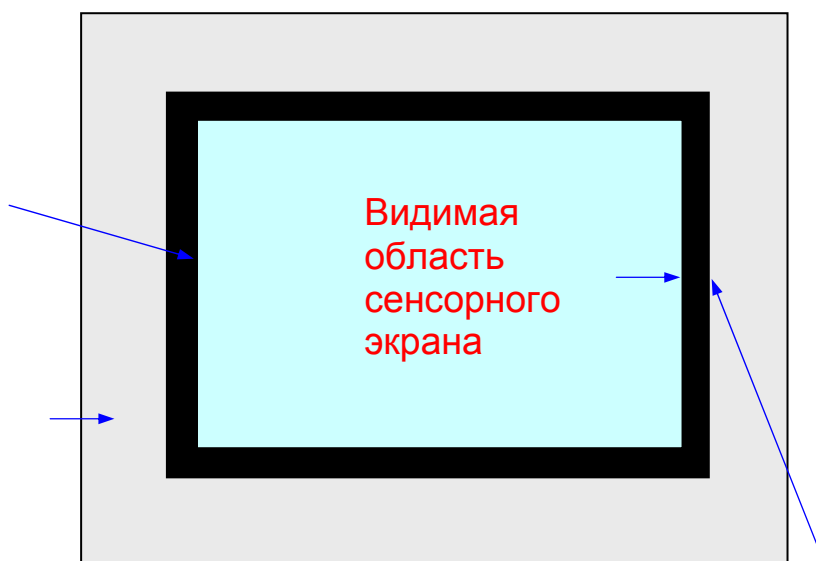 Видимая
область
сенсорного
экрана